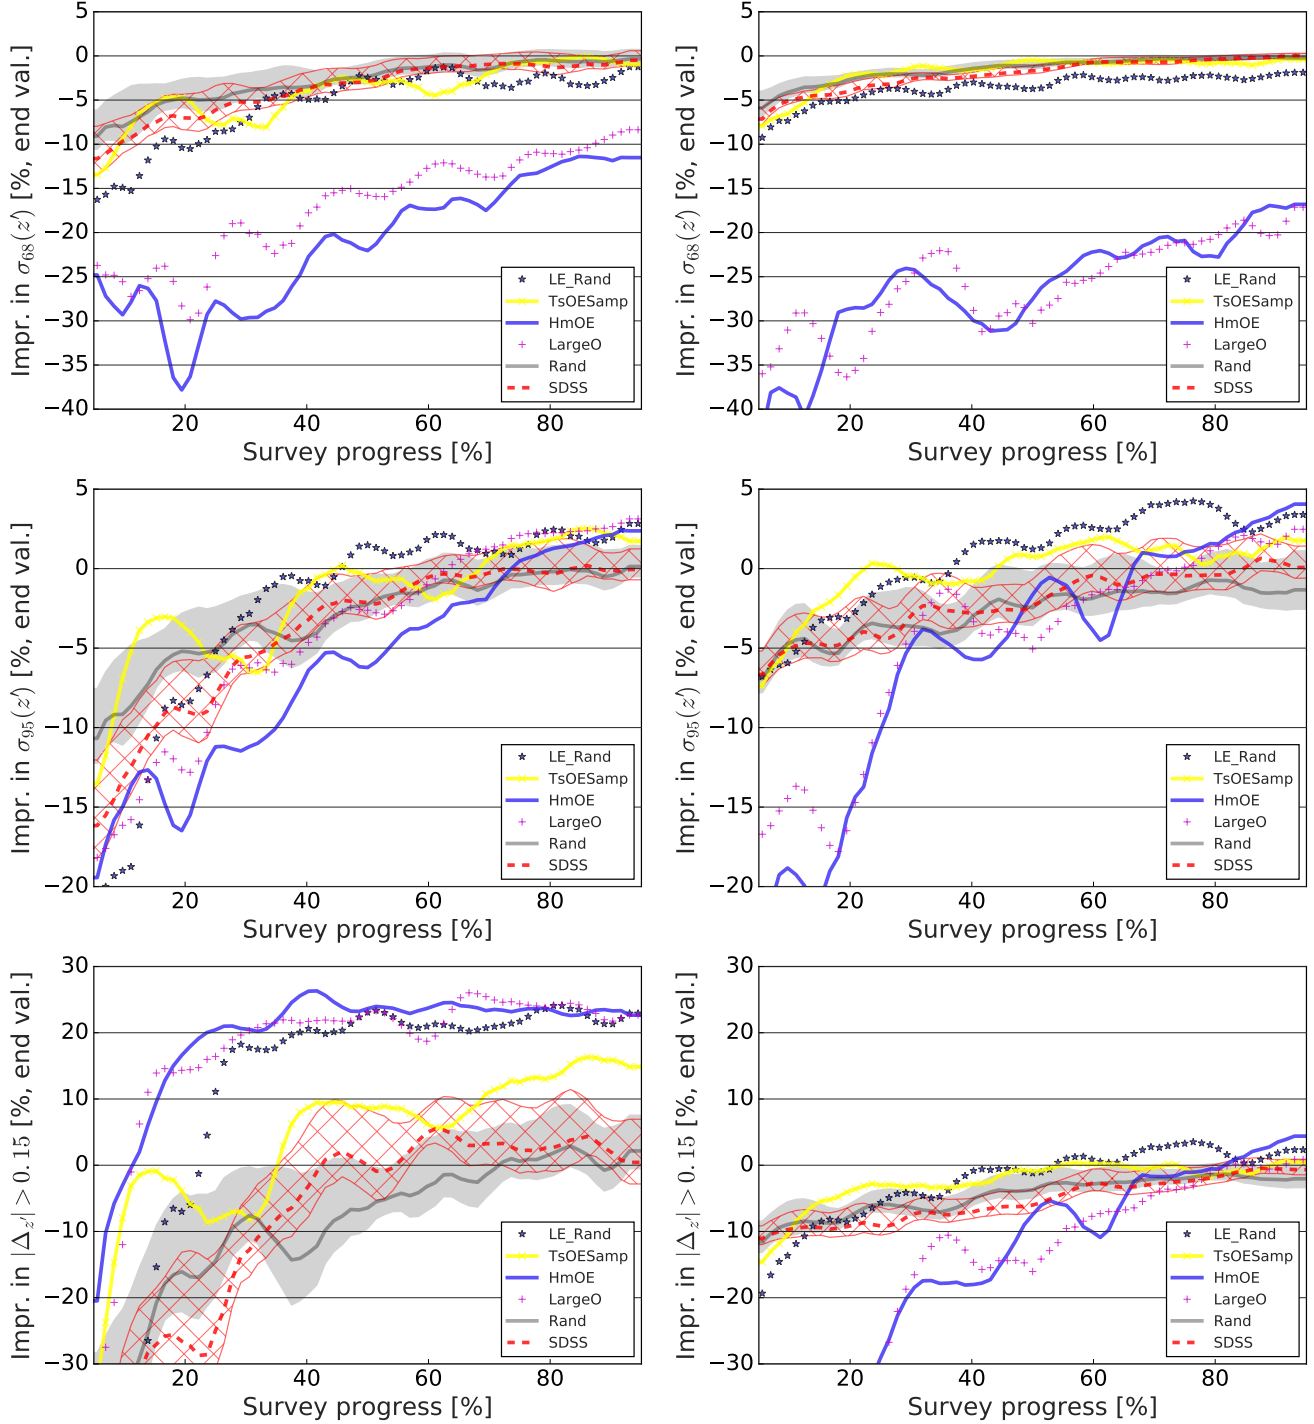 5
0
−5
−10
−15
−20
−25
−30
−35
−40
20 40 60 80
Survey progress [%]
Impr. in σ68(z′) [%, end val.]
LE_Rand
TsOESamp
HmOE
LargeO
Rand
SDSS
5
0
−5
−10
−15
−20
−25
−30
−35
−40
20 40 60 80
Survey progress [%]
Impr. in σ68(z′) [%, end val.]
LE_Rand
TsOESamp
HmOE
LargeO
Rand
SDSS
5
0
−5
−10
−15
−20
20 40 60 80
Survey progress [%]
Impr. in σ95(z′) [%, end val.]
LE_Rand
TsOESamp
HmOE
LargeO
Rand
SDSS
5
0
−5
−10
−15
−20
20 40 60 80
Survey progress [%]
Impr. in σ95(z′) [%, end val.]
LE_Rand
TsOESamp
HmOE
LargeO
Rand
SDSS
30
20
10
0
−10
−20
−30
20 40 60 80
Survey progress [%]
Impr. in |Δz′| > 0.15 [%, end val.]
LE_Rand
TsOESamp
HmOE
LargeO
Rand
SDSS
30
20
10
0
−10
−20
−30
20 40 60 80
Survey progress [%]
Impr. in |Δz′| > 0.15 [%, end val.]
LE_Rand
TsOESamp
HmOE
LargeO
Rand
SDSS